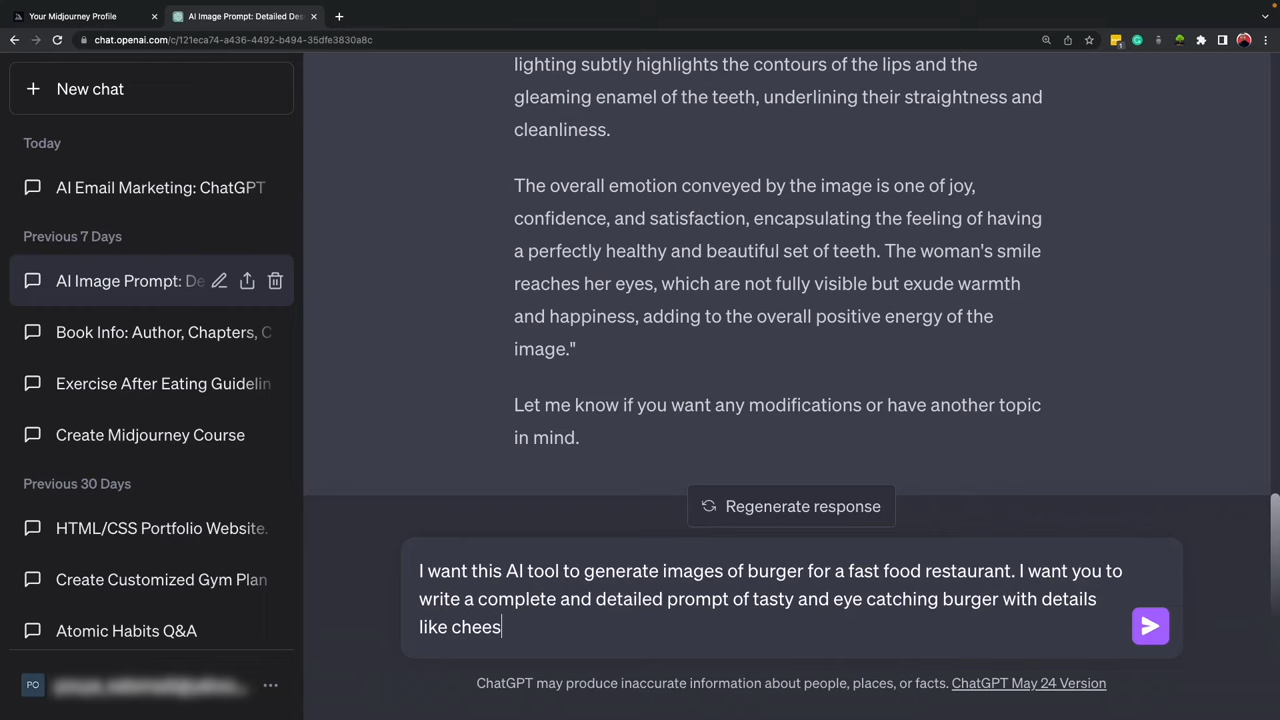 Your Midjourney Profile
AI Image Prompt: Detailed Des
chat.openai.com/c/121eca74-a436-4492-b494-35dfe3830a8c
New chat
Today
AI Email Marketing: ChatGPT
Previous 7 Days
AI Image Prompt: De
Book Info: Author, Chapters, C
Exercise After Eating Guidelin
Create Midjourney Course
Previous 30 Days
HTML/CSS Portfolio Website.
Create Customized Gym Plan
Atomic Habits Q&A
PO
lighting subtly highlights the contours of the lips and the
gleaming enamel of the teeth, underlining their straightness and
cleanliness.
The overall emotion conveyed by the image is one of joy,
confidence, and satisfaction, encapsulating the feeling of having
a perfectly healthy and beautiful set of teeth. The woman's smile
reaches her eyes, which are not fully visible but exude warmth
and happiness, adding to the overall positive energy of the
image."
Let me know if you want any modifications or have another topic
in mind.
Regenerate response
I want this AI tool to generate images of burger for a fast food restaurant. I want you to
write a complete and detailed prompt of tasty and eye catching burger with details
like chees
ChatGPT may produce inaccurate information about people, places, or facts. ChatGPT May 24 Version